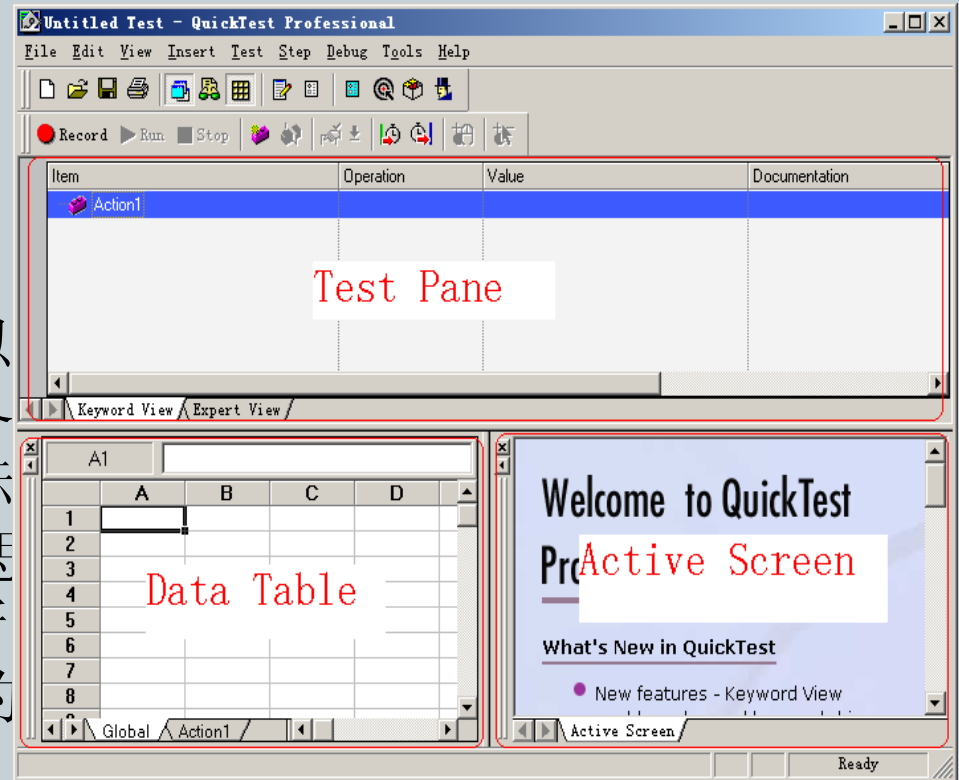 Untitled Test - QuickTest Professional
File Edit View Insert Test Step Debug Tools Help
Record Run Stop
Item Operation Value Documentation
Action1
Test Pane
Keyword View Expert View
A1
A B C D
1
2
3
4
5
6
7
8
Data Table
Global Action1
Welcome to QuickTest
Active Screen
What's New in QuickTest
New features - Keyword View
Active Screen
Ready